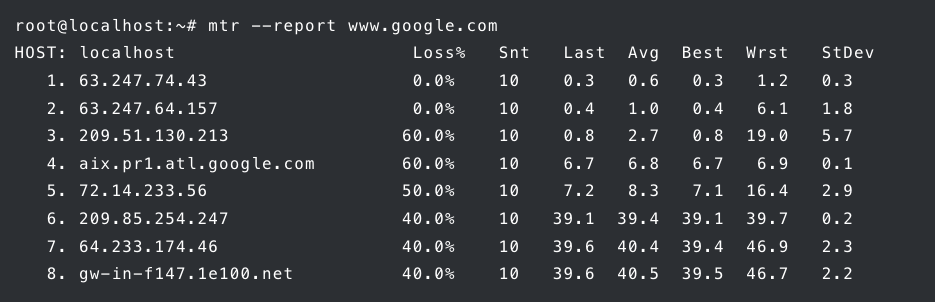 root@localhost:~# mtr --report www.google.com
HOST: localhost Loss% Snt Last Avg Best Wrst StDev
1. 63.247.74.43 0.0% 10 0.3 0.6 0.3 1.2 0.3
2. 63.247.64.157 0.0% 10 0.4 1.0 0.4 6.1 1.8
3. 209.51.130.213 60.0% 10 0.8 2.7 0.8 19.0 5.7
4. aix.pr1.atl.google.com 60.0% 10 6.7 6.8 6.7 6.9 0.1
5. 72.14.233.56 50.0% 10 7.2 8.3 7.1 16.4 2.9
6. 209.85.254.247 40.0% 10 39.1 39.4 39.1 39.7 0.2
7. 64.233.174.46 40.0% 10 39.6 40.4 39.4 46.9 2.3
8. gw-in-f147.1e100.net 40.0% 10 39.6 40.5 39.5 46.7 2.2